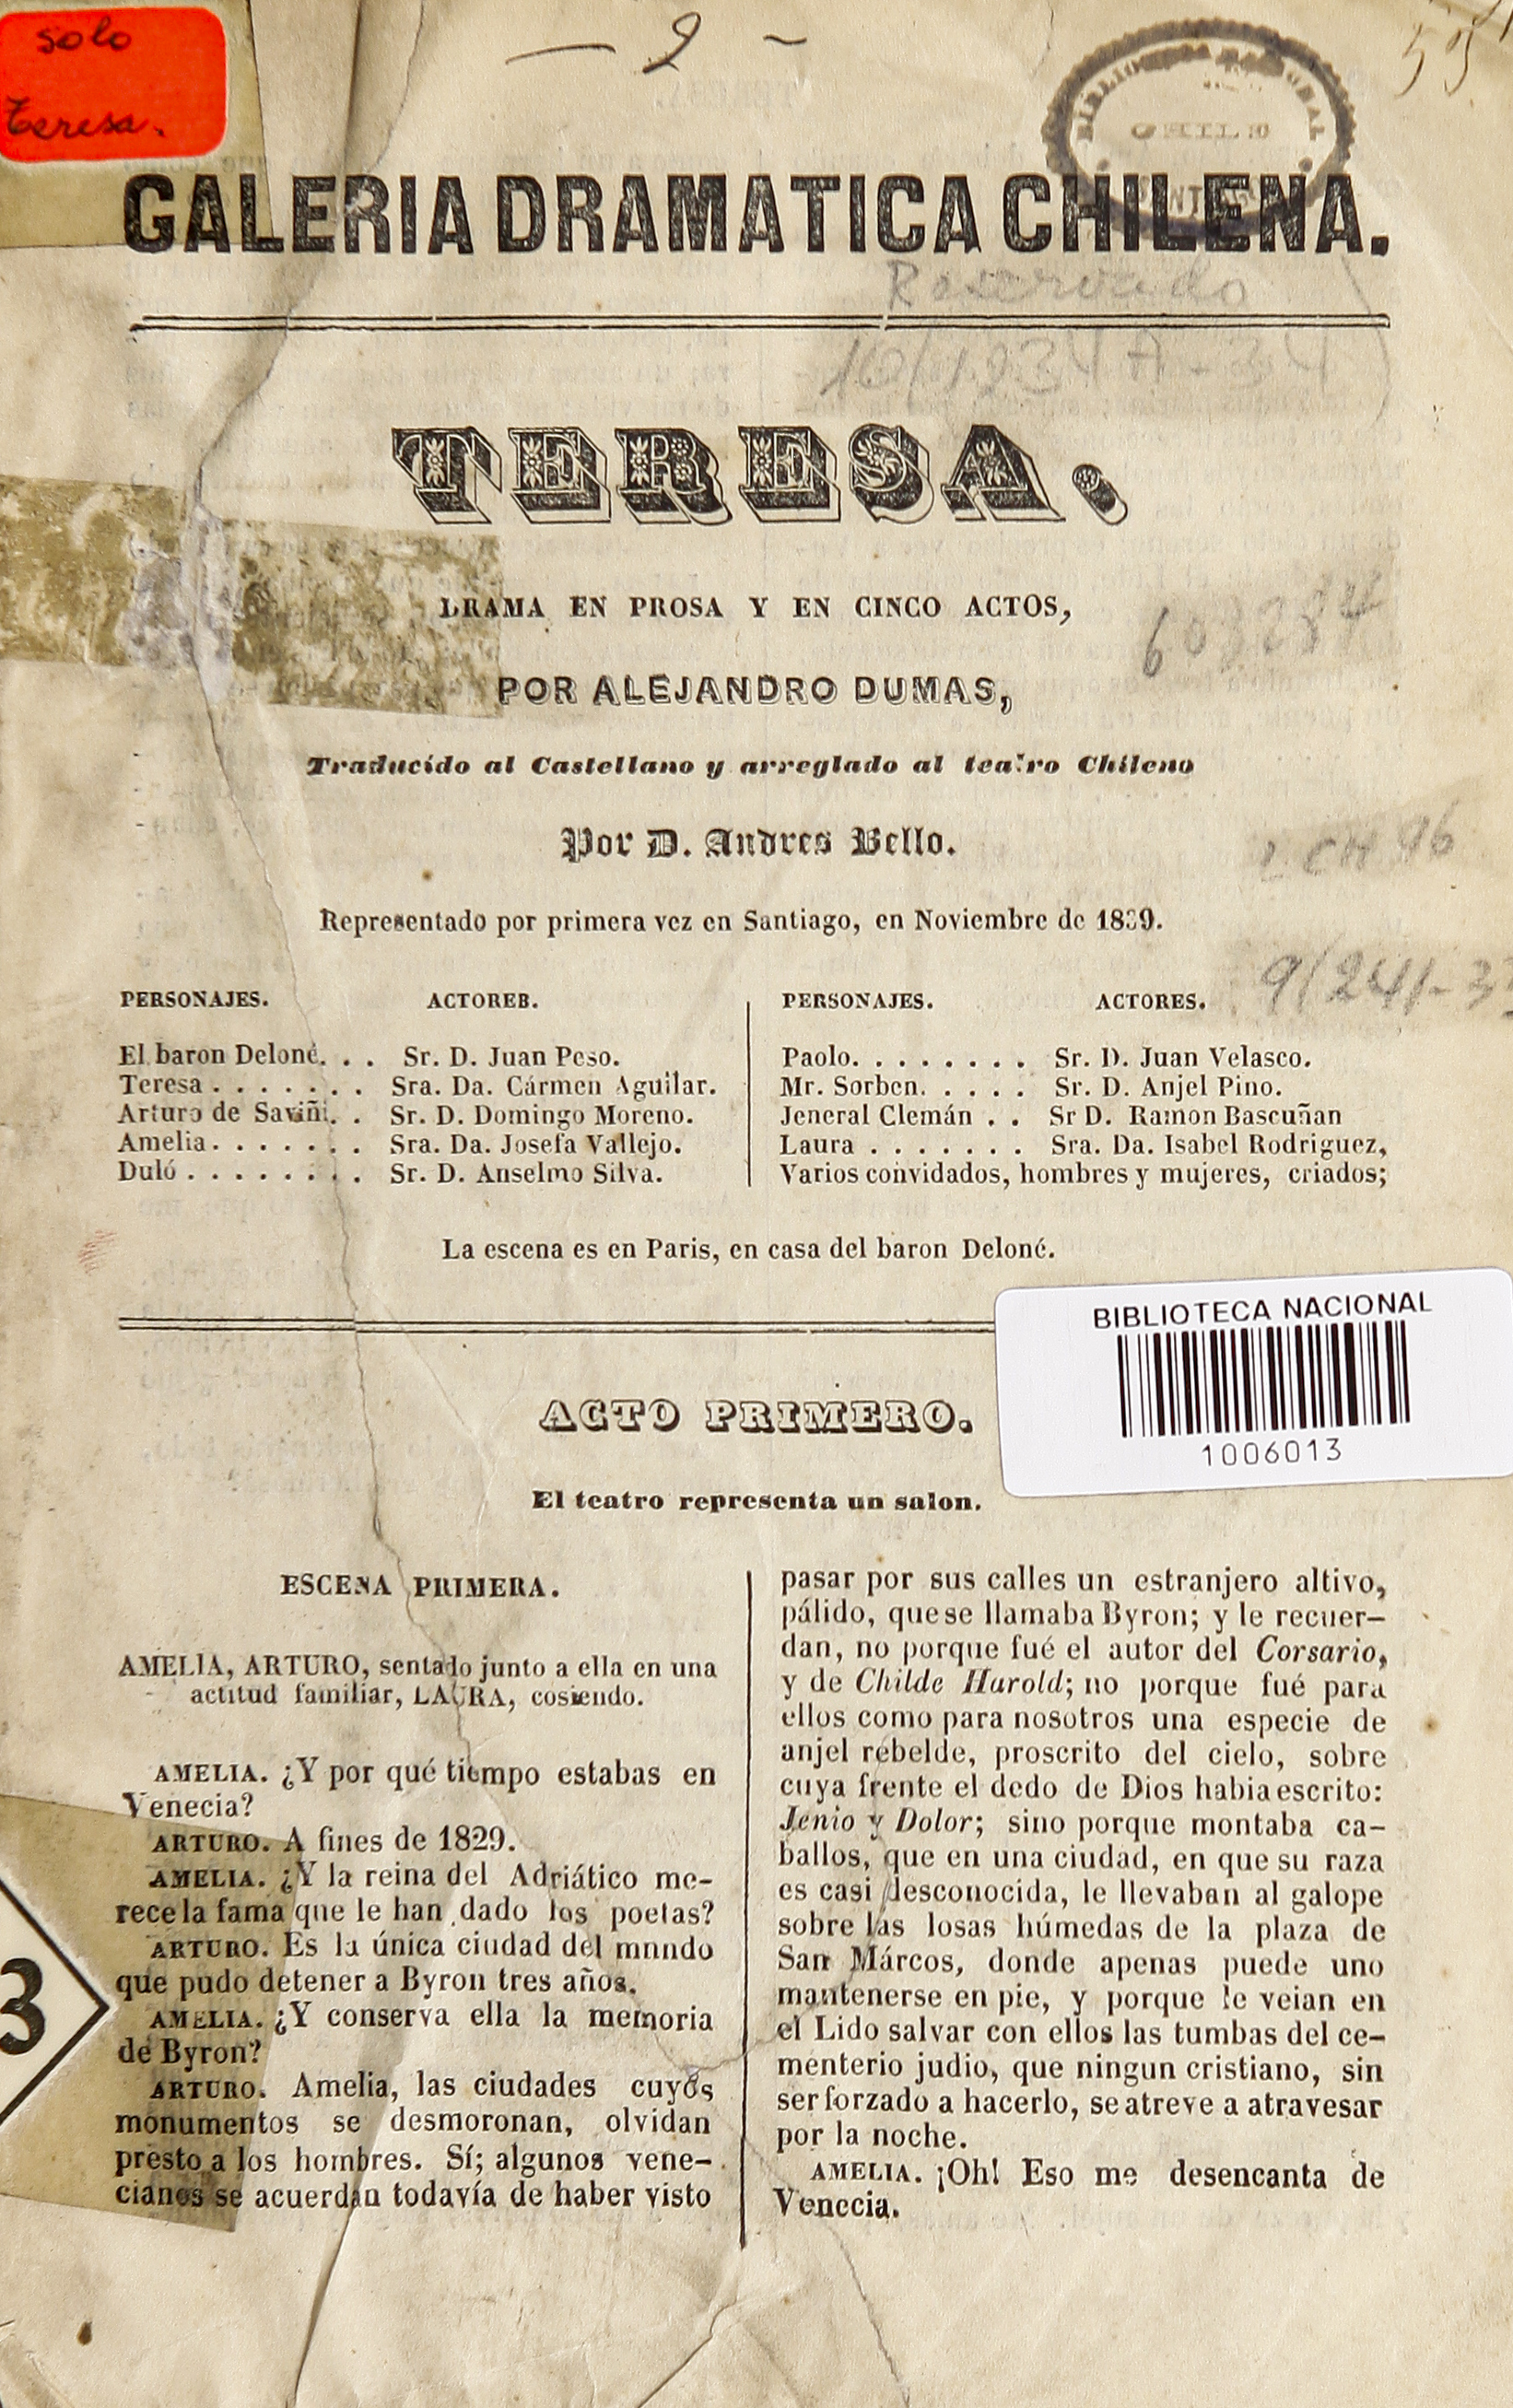 solo
— 2 -
Teresa.
BIBLIOTECA NACIONAL
CHILE
GALERIA DRAMATICA CHILENA.
Reservado
TERESA.
DRAMA EN PROSA Y EN CINCO ACTOS,
POR ALEJANDRO DUMAS,
Traducido al Castellano y arreglado al teatro Chileno
Por D. Andres Bello.
Representado por primera vez en Santiago, en Noviembre de 1839.
PERSONAJES. ACTOREB.
El baron Deloné. . . Sr. D. Juan Peso.
Teresa . . . . . . . Sra. Da. Cármen Aguilar.
Arturo de Saviñi. . Sr. D. Domingo Moreno.
Amelia. . . . . . . Sra. Da. Josefa Vallejo.
Duló . . . . . . . . Sr. D. Anselmo Silva.
PERSONAJES. ACTORES.
Paolo. . . . . . . . Sr. D. Juan Velasco.
Mr. Sorben. . . . . Sr. D. Anjel Pino.
Jeneral Clemán . . Sr D. Ramon Bascuñan
Laura . . . . . . . Sra. Da. Isabel Rodriguez,
Varios convidados, hombres y mujeres, criados;
La escena es en Paris, en casa del baron Deloné.
BIBLIOTECA NACIONAL
1006013
ACTO PRIMERO.
El teatro representa un salon.
ESCENA PRIMERA.
AMELIA, ARTURO, sentado junto a ella en una
actitud familiar, LAURA, cosiendo.
AMELIA. ¿Y por qué tiempo estabas en
Venecia?
ARTURO. A fines de 1829.
AMELIA. ¿Y la reina del Adriático me-
rece la fama que le han dado los poetas?
ARTURO. Es la única ciudad del mnndo
que pudo detener a Byron tres años.
AMELIA. ¿Y conserva ella la memoria
de Byron?
ARTURO. Amelia, las ciudades cuyos
monumentos se desmoronan, olvidan
presto a los hombres. Sí; algunos vene-
cianos se acuerdan todavía de haber visto
pasar por sus calles un estranjero altivo,
pálido, que se llamaba Byron; y le recuer-
dan, no porque fué el autor del Corsario,
y de Childe Harold; no porque fué para
ellos como para nosotros una especie de
anjel rebelde, proscrito del cielo, sobre
cuya frente el dedo de Dios habia escrito:
Jenio y Dolor; sino porque montaba ca-
ballos, que en una ciudad, en que su raza
es casi desconocida, le llevaban al galope
sobre las losas húmedas de la plaza de
San Márcos, donde apenas puede uno
mantenerse en pie, y porque le veian en
el Lido salvar con ellos las tumbas del ce-
menterio judio, que ningun cristiano, sin
ser forzado a hacerlo, se atreve a atravesar
por la noche.
AMELIA. ¡Oh! Eso me desencanta de
Venecia.
3